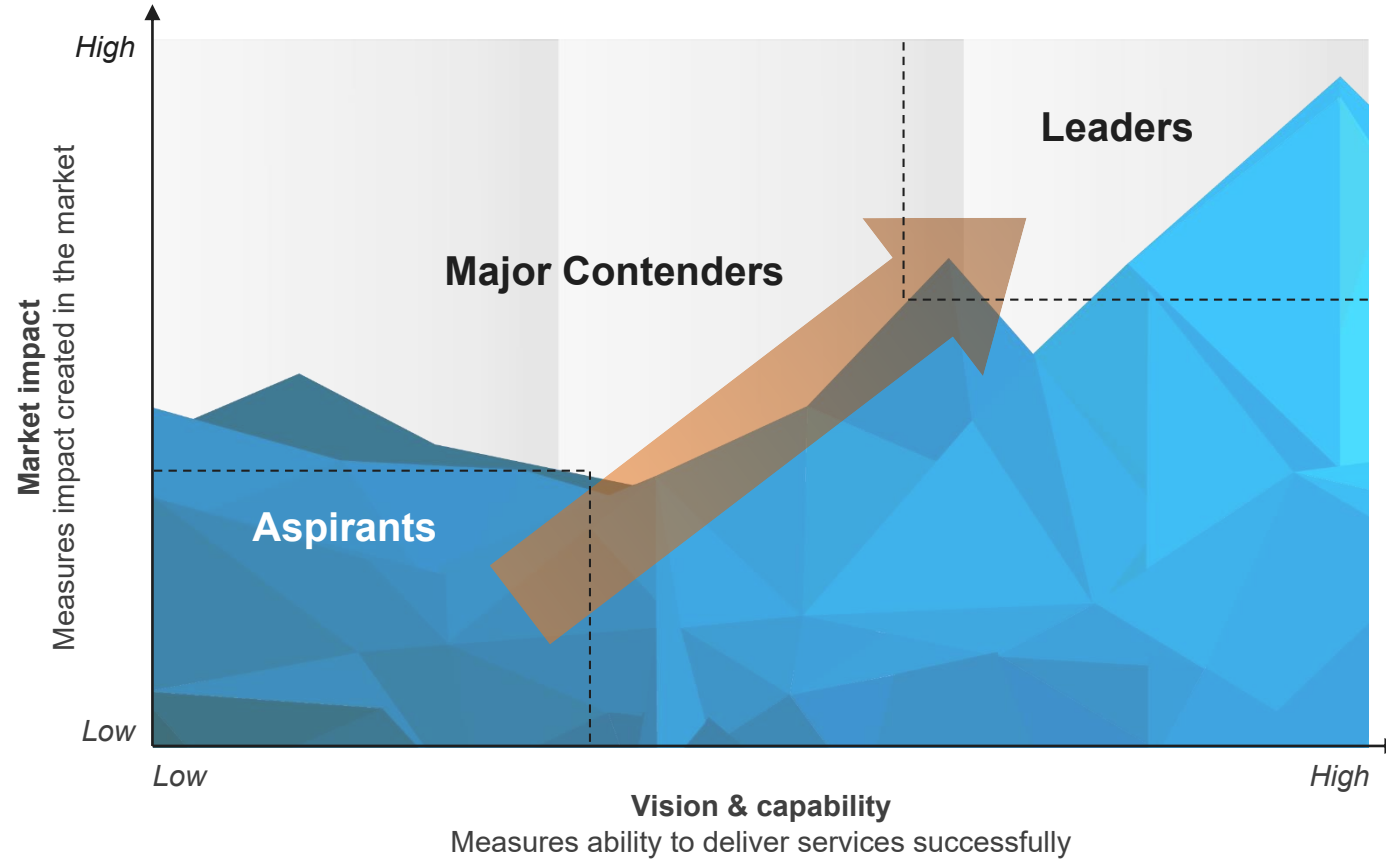 High
Leaders
Major Contenders
Market impact
Measures impact created in the market
Aspirants
Low
Low
High
Vision & capability
Measures ability to deliver services successfully